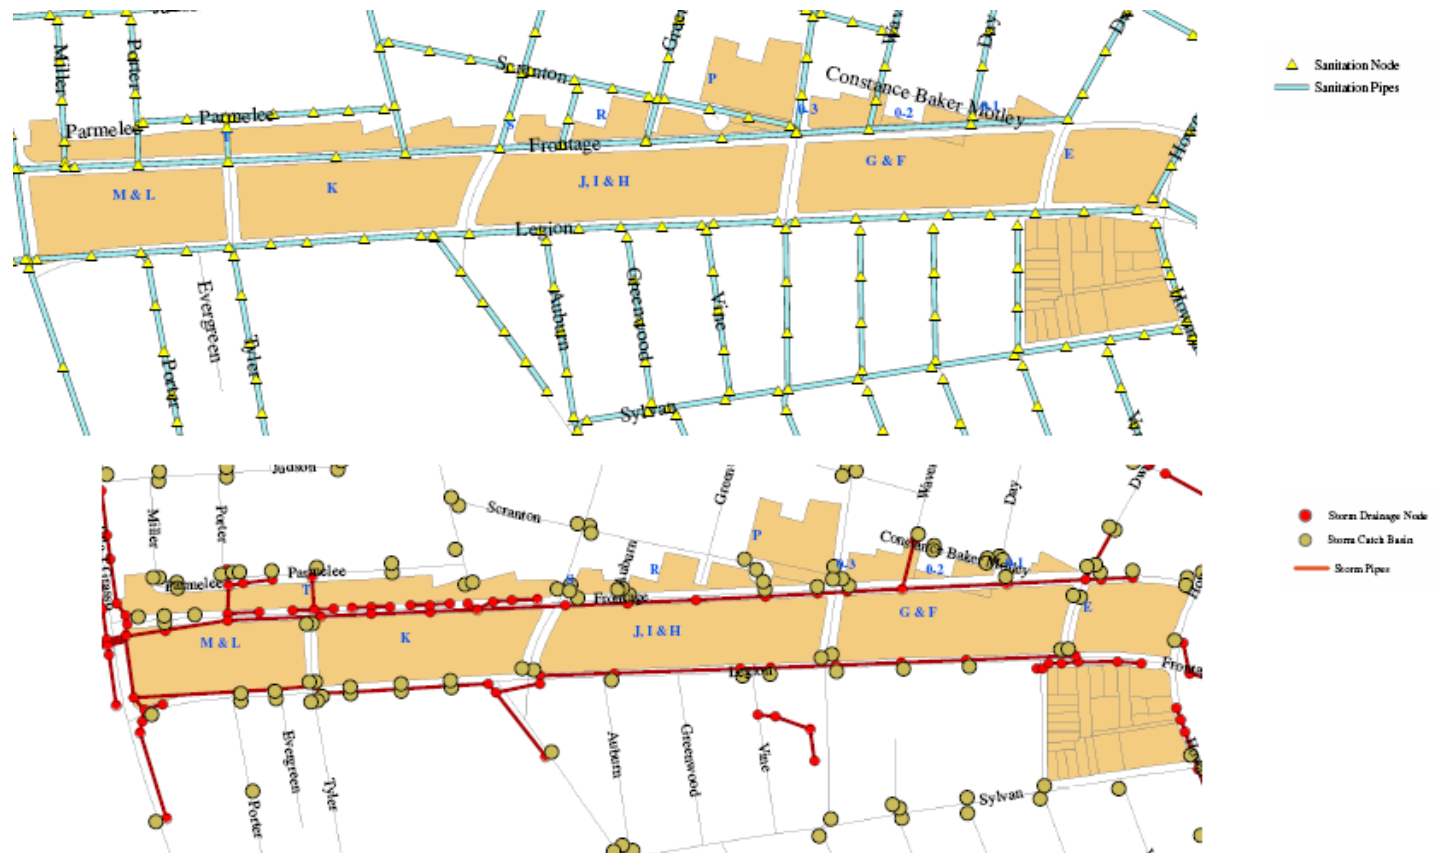 Miller
Porter
Scranton
Constance Baker Motley
Parmelee
Parmelee
Frontage
Legion
P
R
S
T
0-3
0-2
0-1
M & L
K
J, I & H
G & F
E
Day
Evergreen
Tyler
Porter
Auburn
Greenwood
Vine
Sylvan
Sanitation Node
Sanitation Pipes
Judson
Miller
Porter
Scranton
Green
Day
Constance Baker Motley
Parmelee
Parmelee
Auburn
Frontage
Legion
P
R
S
T
0-3
0-2
0-1
M & L
K
J, I & H
G & F
E
Fronta
Evergreen
Tyler
Porter
Auburn
Greenwood
Vine
Sylvan
Storm Drainage Node
Storm Catch Basin
Storm Pipes